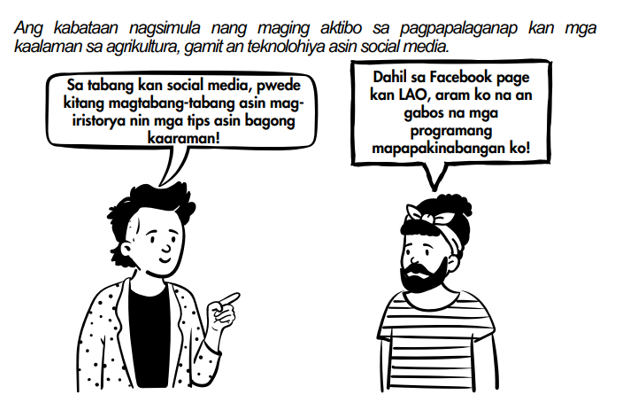 Ang kabataan nagsimula nang maging aktibo sa pagpapalaganap kan mga
kaalaman sa agrikultura, gamit an teknolohiya asin social media.
Sa tabang kan social media, pwede
kitang magtabang-tabang asin mag-
iristorya nin mga tips asin bagong
kaaraman!
Dahil sa Facebook page
kan LAO, aram ko na an
gabos na mga
programang
mapapakinabangan ko!